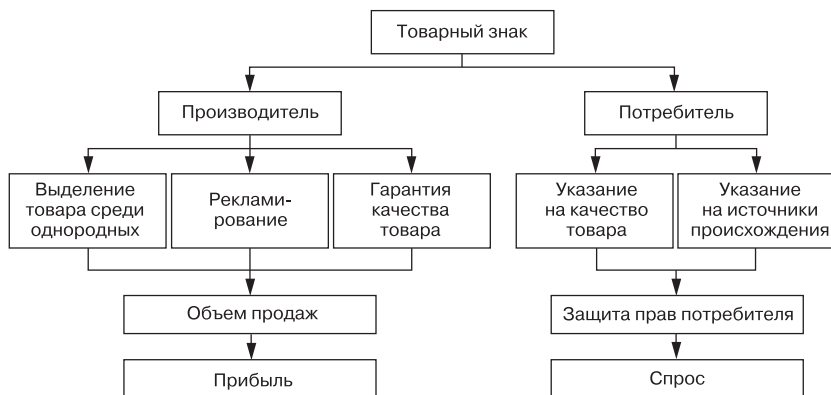 Товарный знак
Производитель
Потребитель
Выделение
товара среди
однородных
Реклами-
рование
Гарантия
качества
товара
Указание
на качество
товара
Указание
на источники
происхождения
Объем продаж
Защита прав потребителя
Прибыль
Спрос